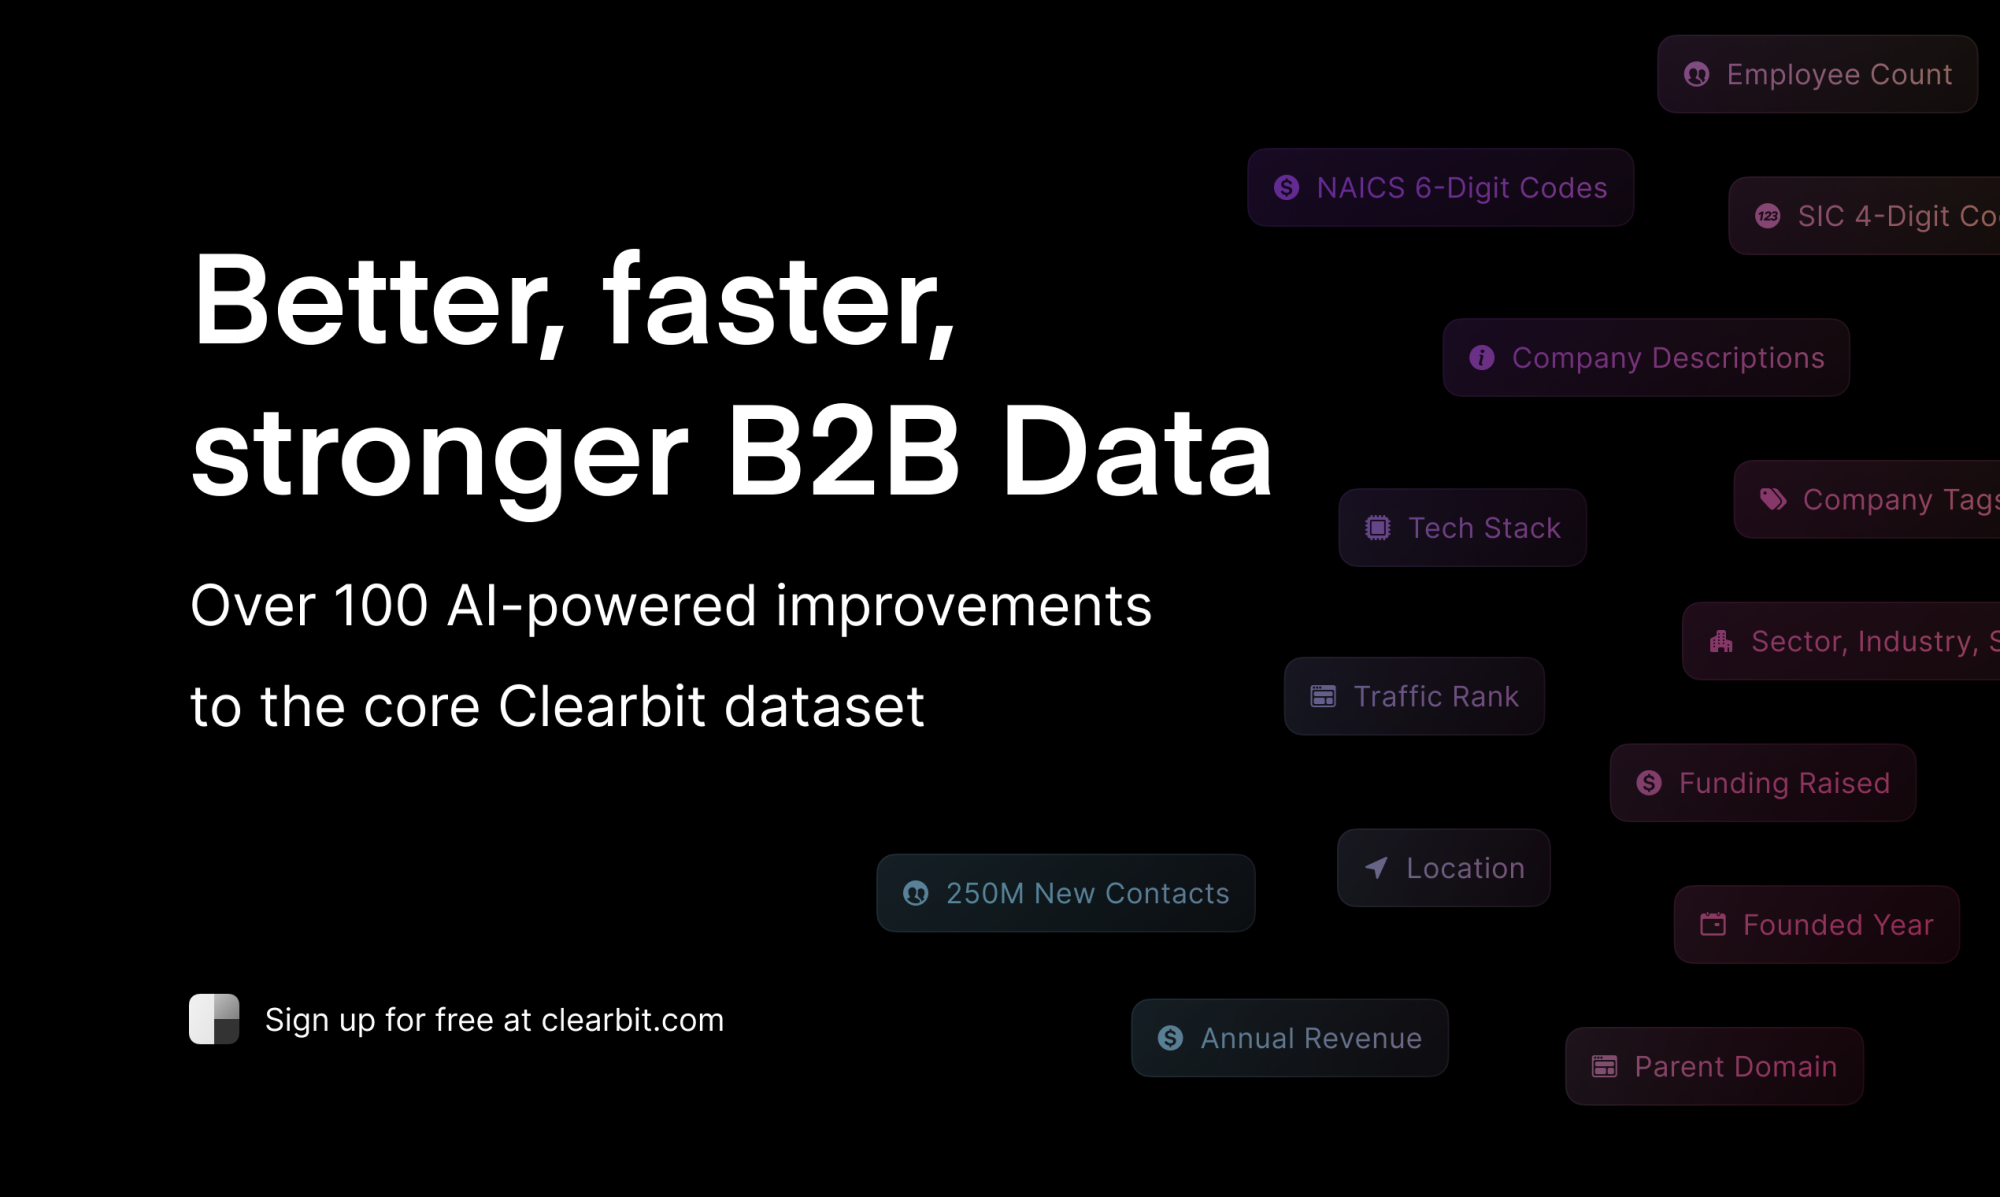 Better, faster,
stronger B2B Data
Over 100 AI-powered improvements
to the core Clearbit dataset
Sign up for free at clearbit.com
Employee Count
NAICS 6-Digit Codes
123
SIC 4-Digit
Company Descriptions
Company Tags
Tech Stack
Sector, Industry,
Traffic Rank
Funding Raised
Location
250M New Contacts
Founded Year
Annual Revenue
Parent Domain